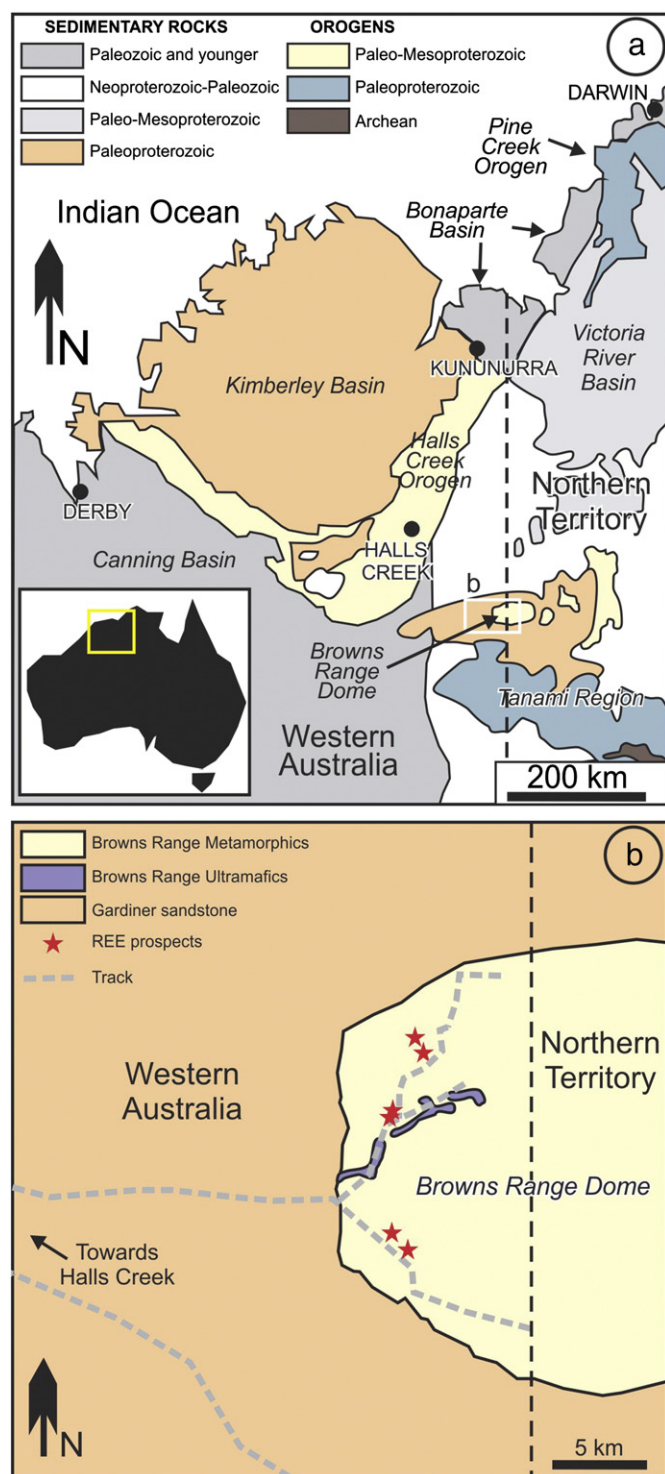 SEDIMENTARY ROCKS
Paleozoic and younger
Neoproterozoic-Paleozoic
Paleo-Mesoproterozoic
Paleoproterozoic
OROGENS
Paleo-Mesoproterozoic
Paleoproterozoic
Archean
a
DARWIN
Pine
Creek
Orogen
Indian Ocean
Bonaparte
Basin
N
Victoria
River
Basin
KUNUNURRA
Kimberley Basin
Halls
Creek
Orogen
DERBY
Northern
Territory
Canning Basin
HALLS
CREEK
b
Browns
Range
Dome
Tanami Region
Western
Australia
200 km
Browns Range Metamorphics
Browns Range Ultramafics
Gardiner sandstone
REE prospects
Track
b
Western
Australia
Northern
Territory
Browns Range Dome
Towards
Halls Creek
N
5 km